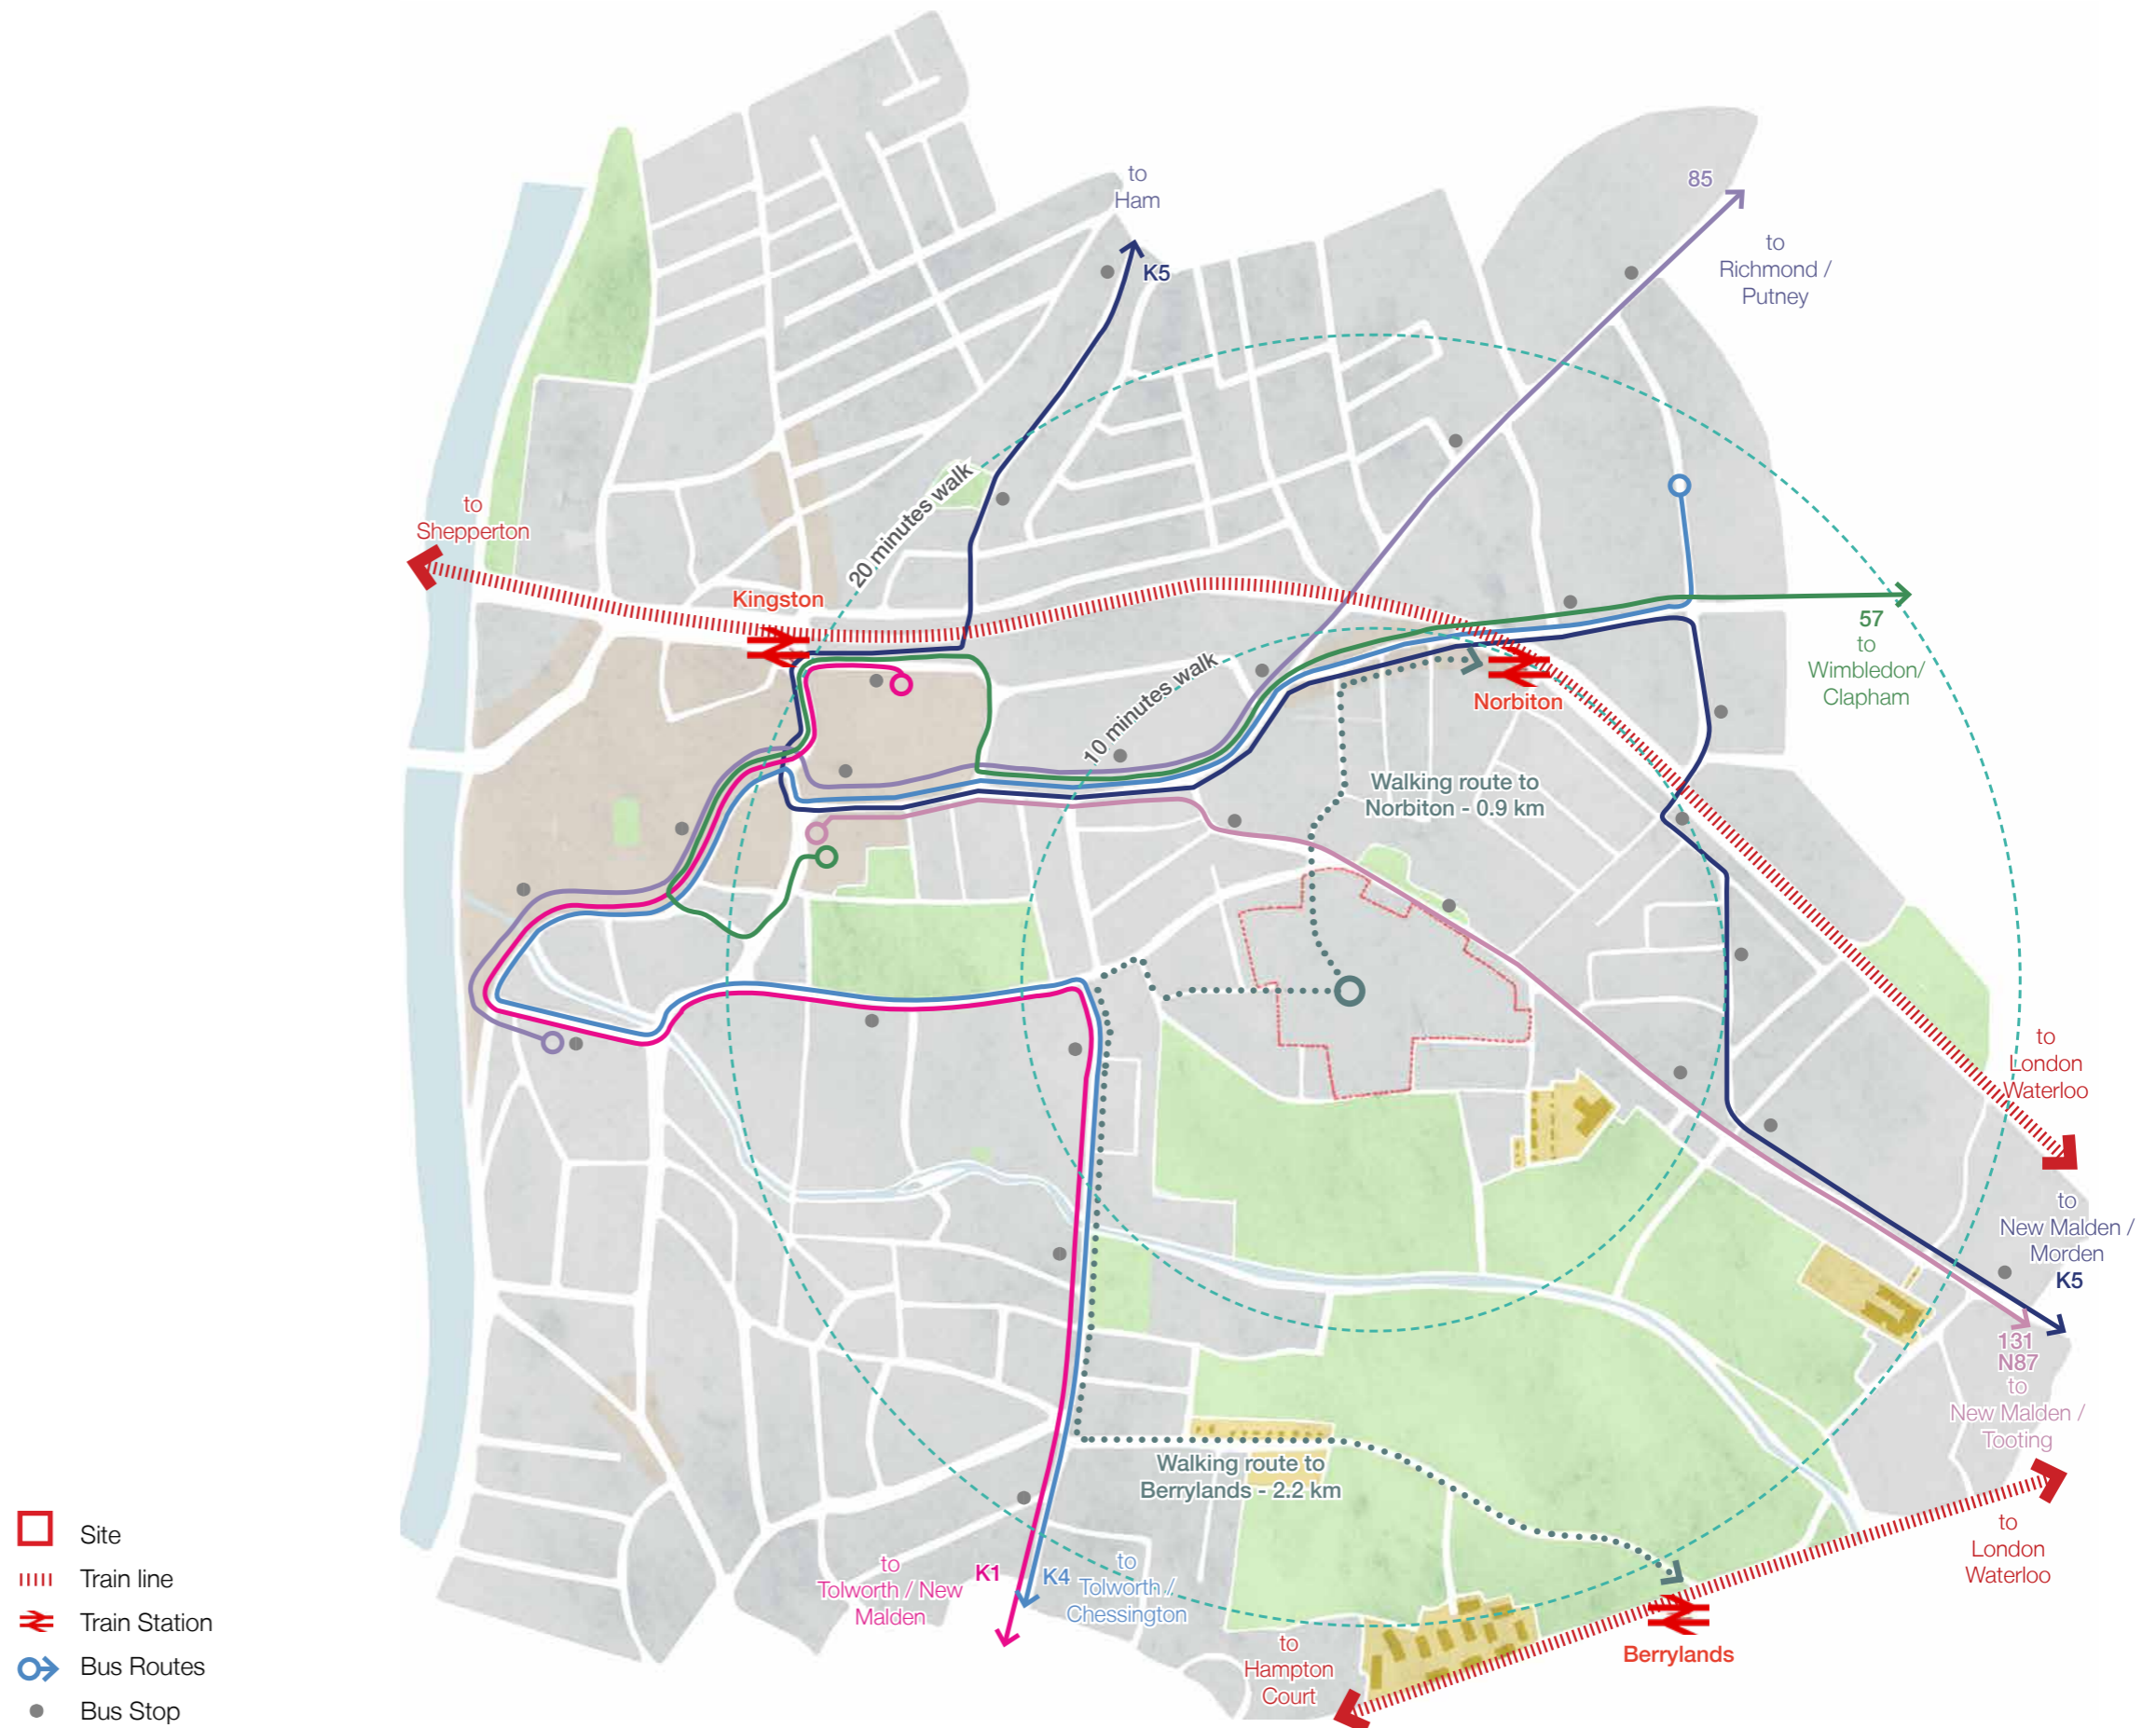 to
Ham
K5
85
to
Richmond /
Putney
20 minutes walk
to
Shepperton
Kingston
10 minutes walk
Norbiton
57
to
Wimbledon/
Clapham
Walking route to
Norbiton - 0.9 km
to
London
Waterloo
to
New Malden /
Morden
K5
131
N87
to
New Malden /
Tooting
Walking route to
Berrylands - 2.2 km
to
London
Waterloo
K1
to
Tolworth / New
Malden
K4
to
Tolworth /
Chessington
to
Hampton
Court
Berrylands
Site
Train line
Train Station
Bus Routes
Bus Stop